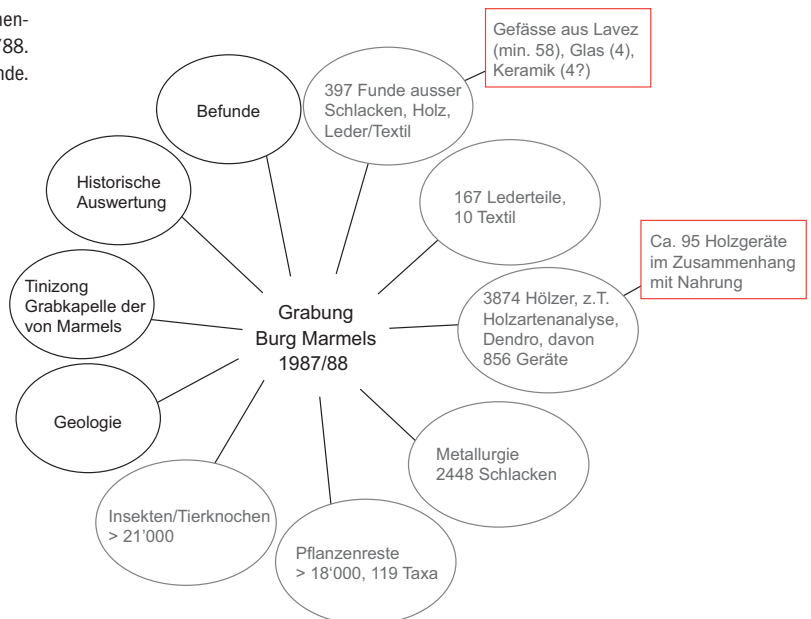 nen-
/88.
nde.
Gefässe aus Lavez
(min. 58), Glas (4),
Keramik (4?)
397 Funde ausser
Schlacken, Holz,
Leder/Textil
Befunde
Historische
Auswertung
167 Lederteile,
10 Textil
Ca. 95 Holzgeräte
im Zusammenhang
mit Nahrung
Tinizong
Grabkapelle der
von Marmels
Grabung
Burg Marmels
1987/88
3874 Hölzer, z.T.
Holzartenanalyse,
Dendro, davon
856 Geräte
Geologie
Metallurgie
2448 Schlacken
Insekten/Tierknochen
> 21’000
Pflanzenreste
> 18‘000, 119 Taxa